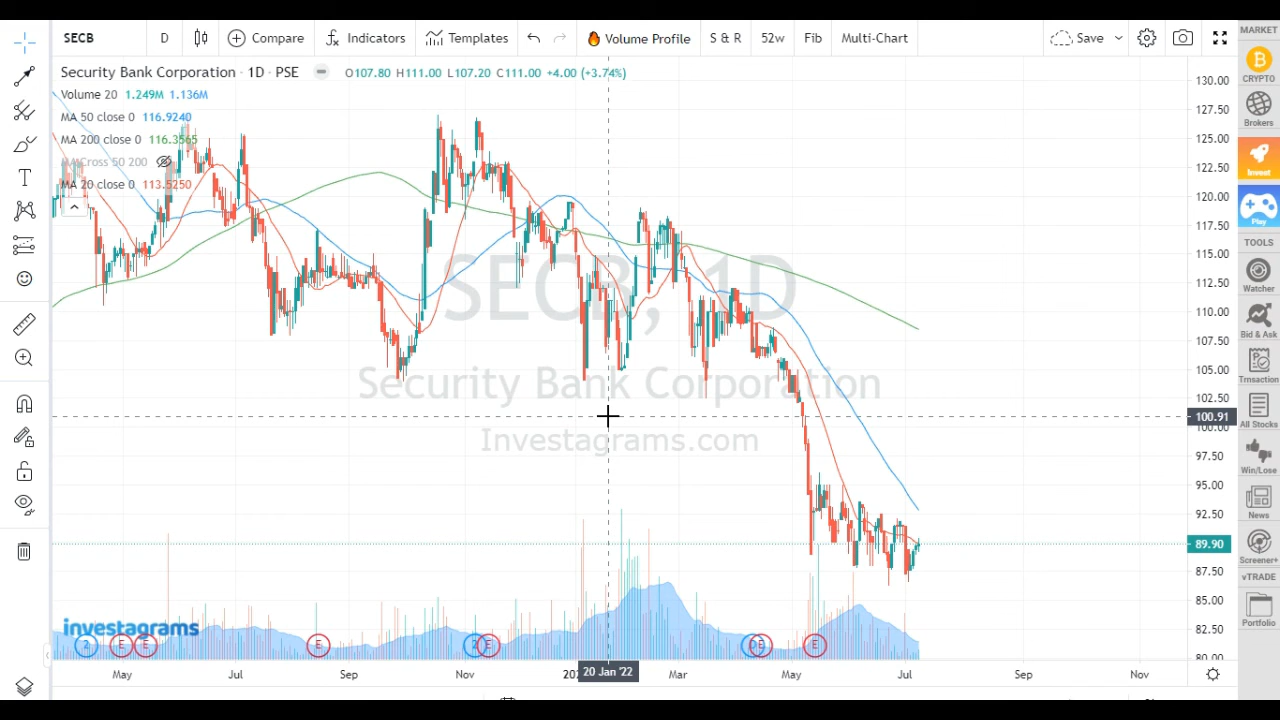 SECB D Compare Indicators Templates Volume Profile S & R 52w Fib Multi-Chart Save
Security Bank Corporation · 1D · PSE O107.80 H111.00 L107.20 C111.00 +4.00 (+3.74%)
Volume 20 1.249M 1.136M
MA 50 close 0 116.9240
MA 200 close 0 116.3565
MACross 50 200
MA 20 close 0 113.5250
SECB, 1D
Security Bank Corporation
Investagrams.com
130.00
127.50
125.00
122.50
120.00
117.50
115.00
112.50
110.00
107.50
105.00
102.50
100.91
100.00
97.50
95.00
92.50
89.90
87.50
85.00
82.50
80.00
investagrams
2 E E E 2 E D E E
May Jul Sep Nov 20 Jan '22 Mar May Jul Sep Nov
MARKET
CRYPTO
Brokers
Invest
Play
TOOLS
Watcher
Bid & Ask
Trnsaction
All Stocks
Win/Lose
News
Screener+
vTRADE
Portfolio